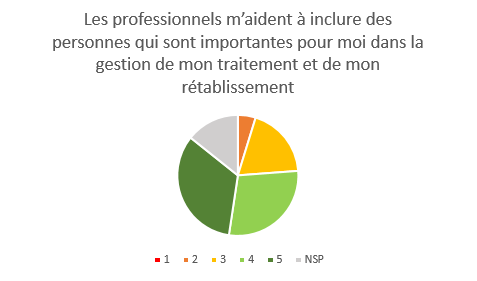 Les professionnels m’aident à inclure des
personnes qui sont importantes pour moi dans la
gestion de mon traitement et de mon
rétablissement
1 2 3 4 5 NSP